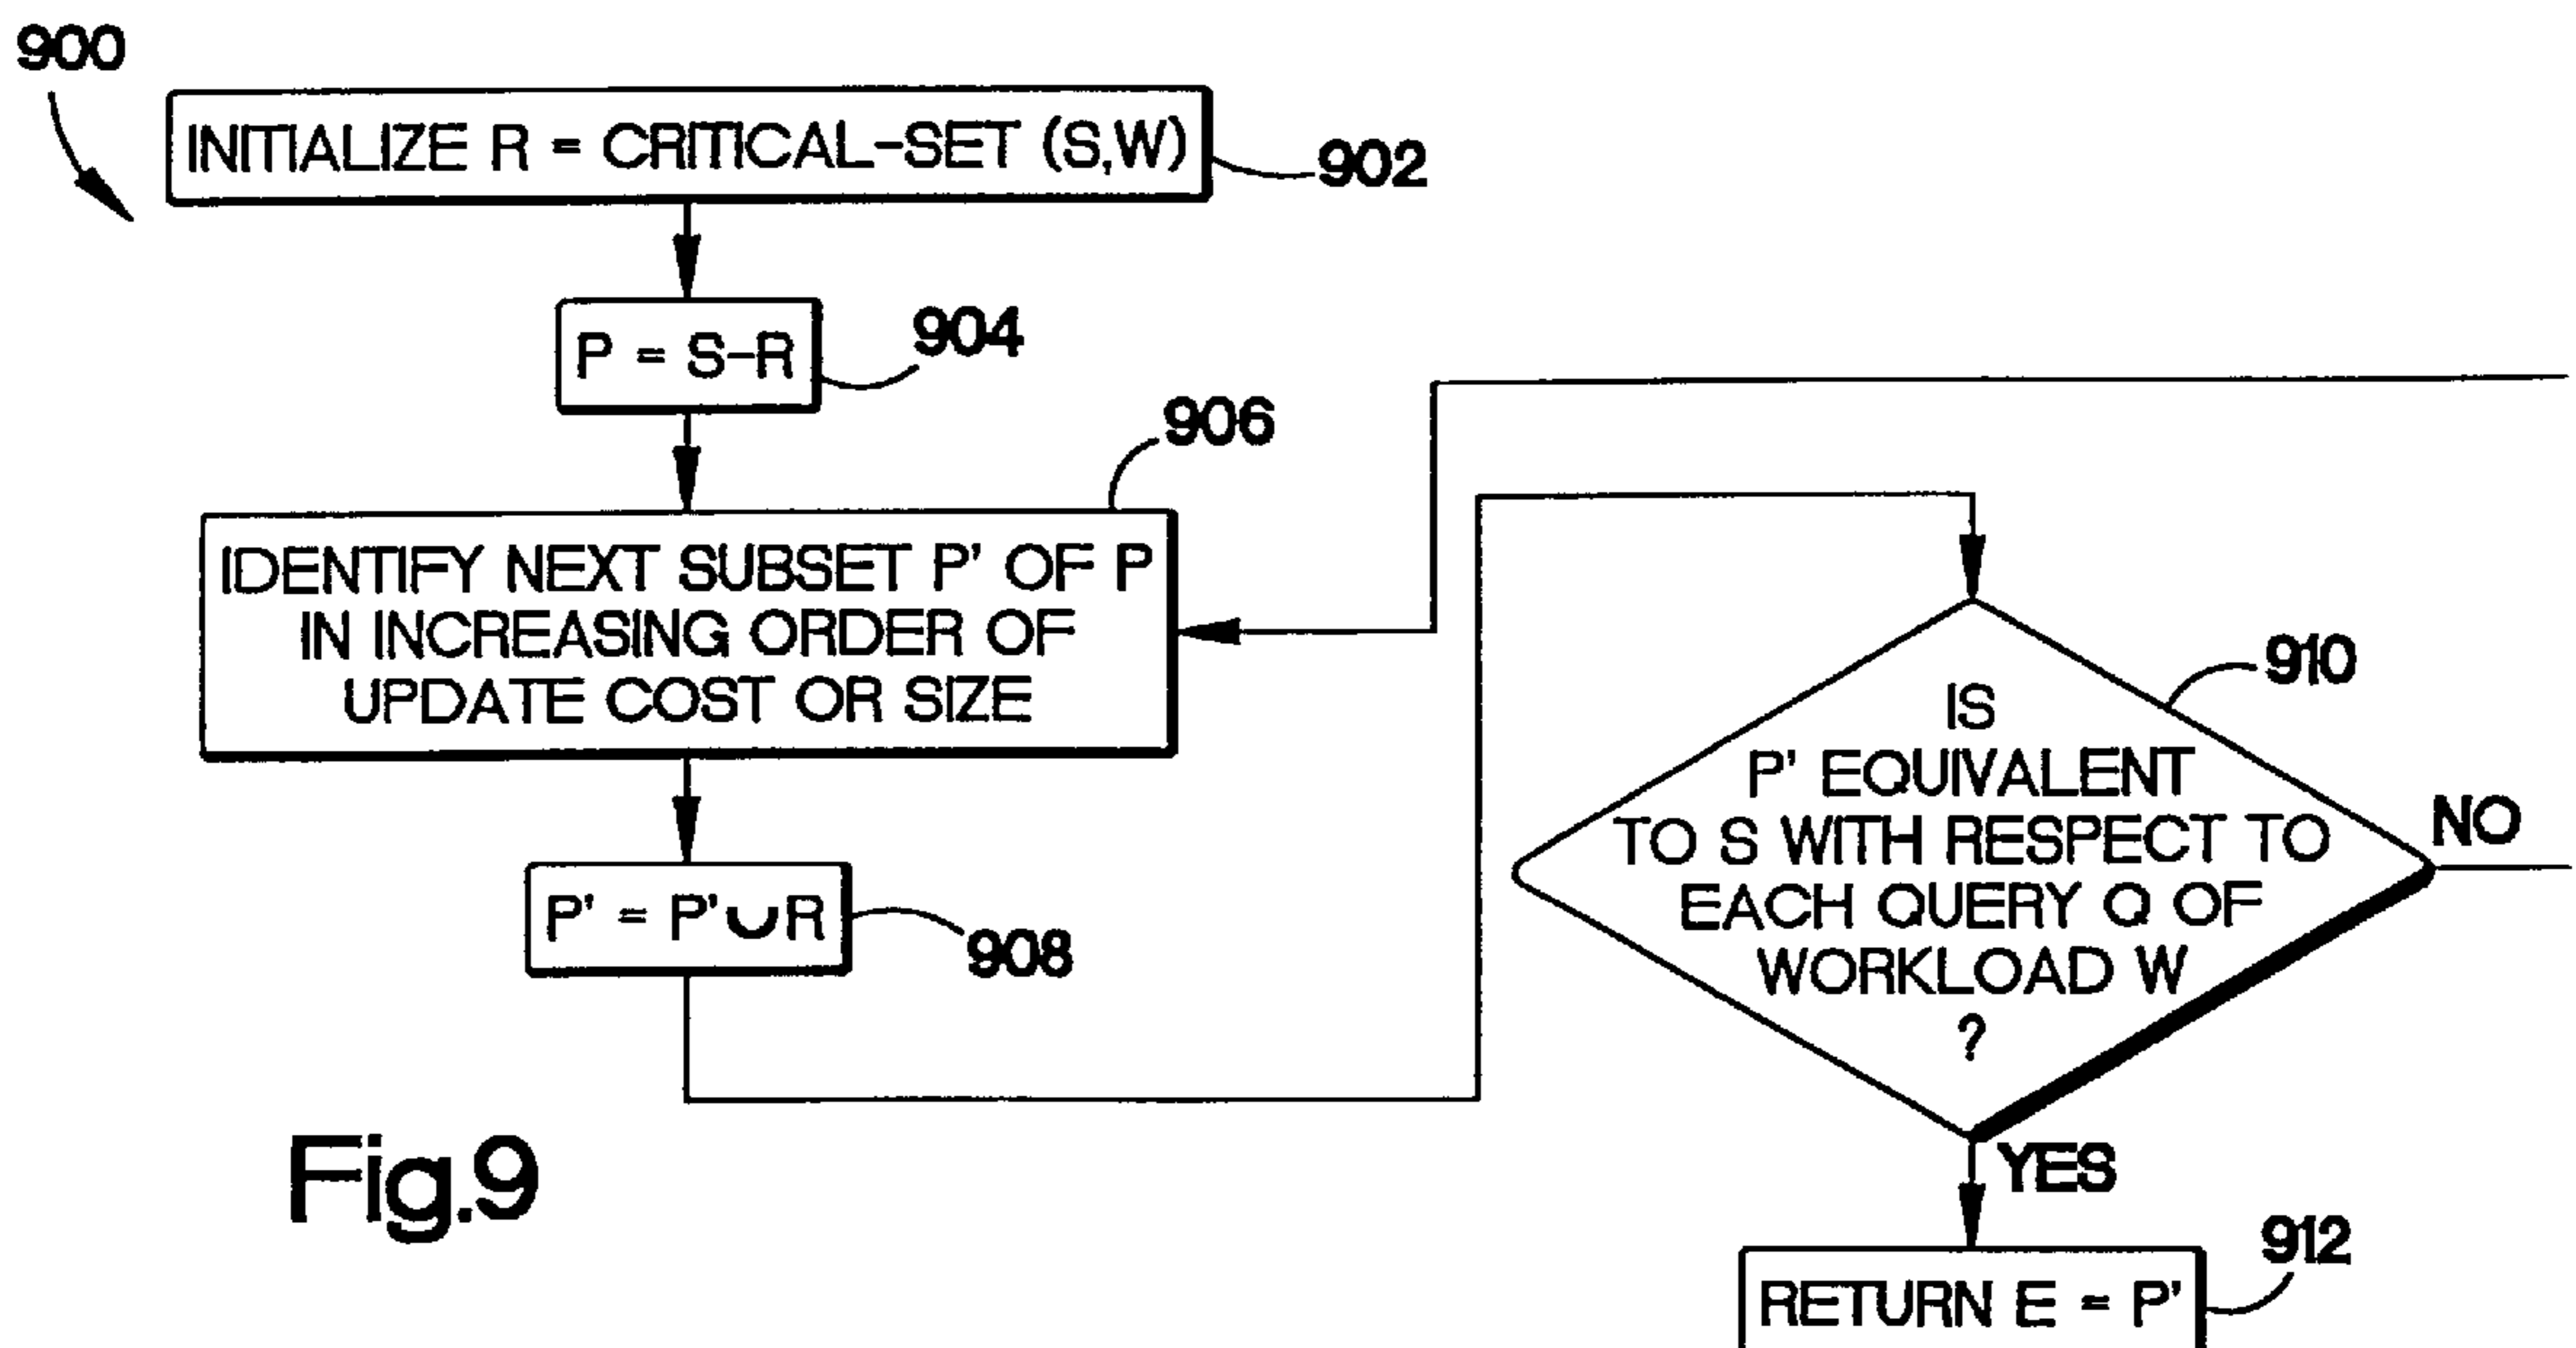 900
INITIALIZE R = CRITICAL-SET (S,W)
902
P = S-R
904
906
IDENTIFY NEXT SUBSET P' OF P
IN INCREASING ORDER OF
UPDATE COST OR SIZE
P' = P'∪R
908
910
IS
P' EQUIVALENT
TO S WITH RESPECT TO
EACH QUERY Q OF
WORKLOAD W
?
NO
YES
912
RETURN E = P'
Fig.9